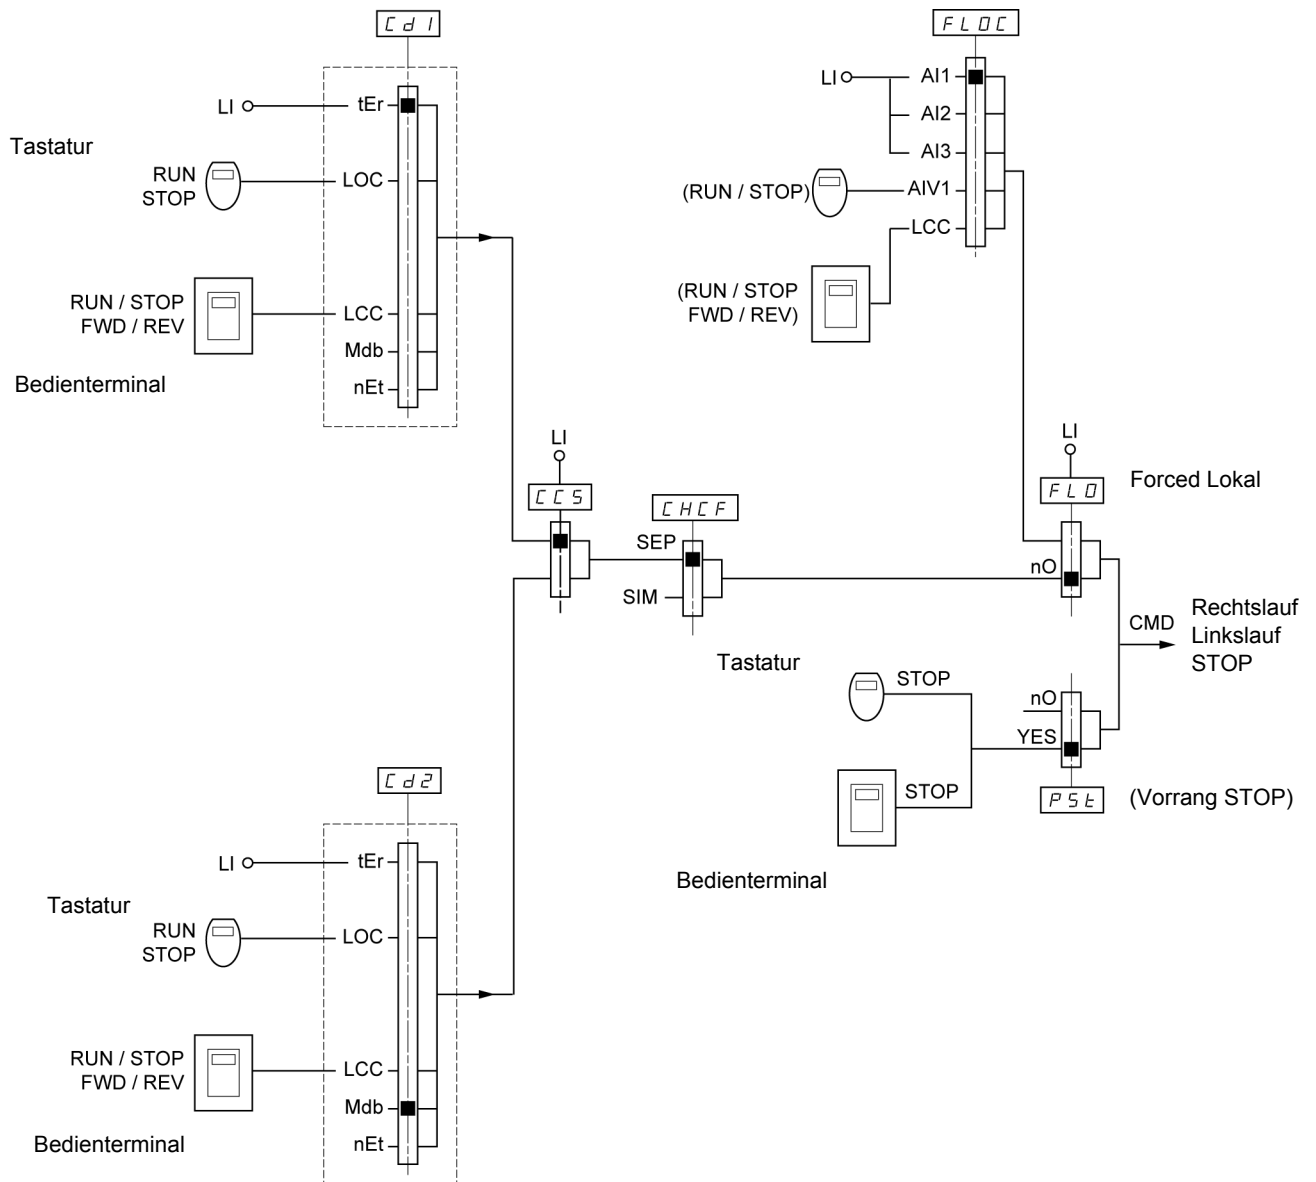 Cd1
LI
tEr
Tastatur
RUN
STOP
LOC
RUN / STOP
FWD / REV
LCC
Mdb
nEt
Bedienterminal
FLOC
LI
AI1
AI2
AI3
(RUN / STOP)
AIV1
LCC
(RUN / STOP
FWD / REV)
LI
CCS
CHCF
SEP
SIM
LI
FLO
Forced Lokal
nO
CMD
Rechtslauf
Linkslauf
STOP
Tastatur
STOP
nO
YES
STOP
PSt
(Vorrang STOP)
Bedienterminal
Cd2
LI
tEr
Tastatur
RUN
STOP
LOC
RUN / STOP
FWD / REV
LCC
Mdb
nEt
Bedienterminal